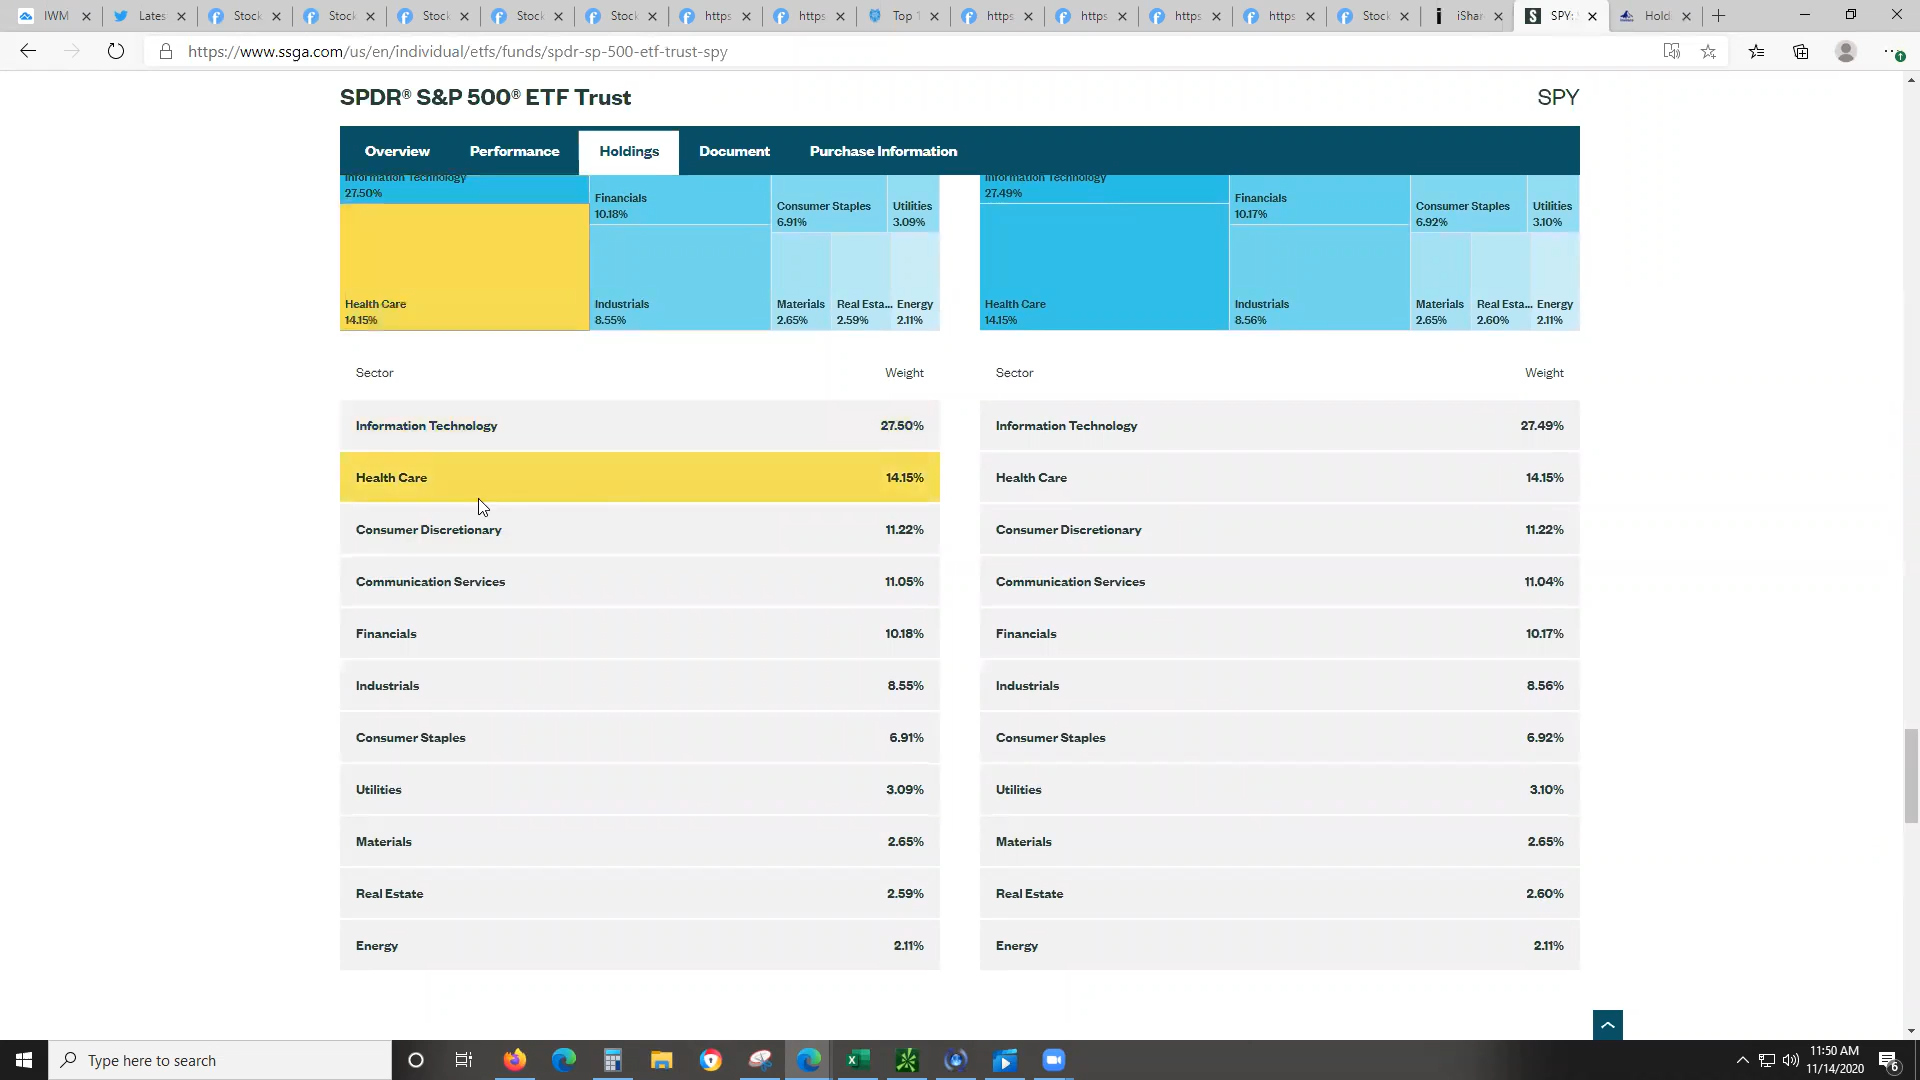 IWM
Lates
Stock
Stock
Stock
Stock
Stock
https
https
Top 1
https
https
https
https
Stock
iShar
SPY:
Hold
https://www.ssga.com/us/en/individual/etfs/funds/spdr-sp-500-etf-trust-spy
SPDR® S&P 500® ETF Trust
SPY
Overview
Performance
Holdings
Document
Purchase Information
Information Technology
27.50%
Financials
10.18%
Consumer Staples
6.91%
Utilities
3.09%
Health Care
14.15%
Industrials
8.55%
Materials
2.65%
Real Esta...
2.59%
Energy
2.11%
Information Technology
27.49%
Financials
10.17%
Consumer Staples
6.92%
Utilities
3.10%
Health Care
14.15%
Industrials
8.56%
Materials
2.65%
Real Esta...
2.60%
Energy
2.11%
Sector Weight
Information Technology 27.50%
Health Care 14.15%
Consumer Discretionary 11.22%
Communication Services 11.05%
Financials 10.18%
Industrials 8.55%
Consumer Staples 6.91%
Utilities 3.09%
Materials 2.65%
Real Estate 2.59%
Energy 2.11%
Sector Weight
Information Technology 27.49%
Health Care 14.15%
Consumer Discretionary 11.22%
Communication Services 11.04%
Financials 10.17%
Industrials 8.56%
Consumer Staples 6.92%
Utilities 3.10%
Materials 2.65%
Real Estate 2.60%
Energy 2.11%
Type here to search
11:50 AM
11/14/2020
6